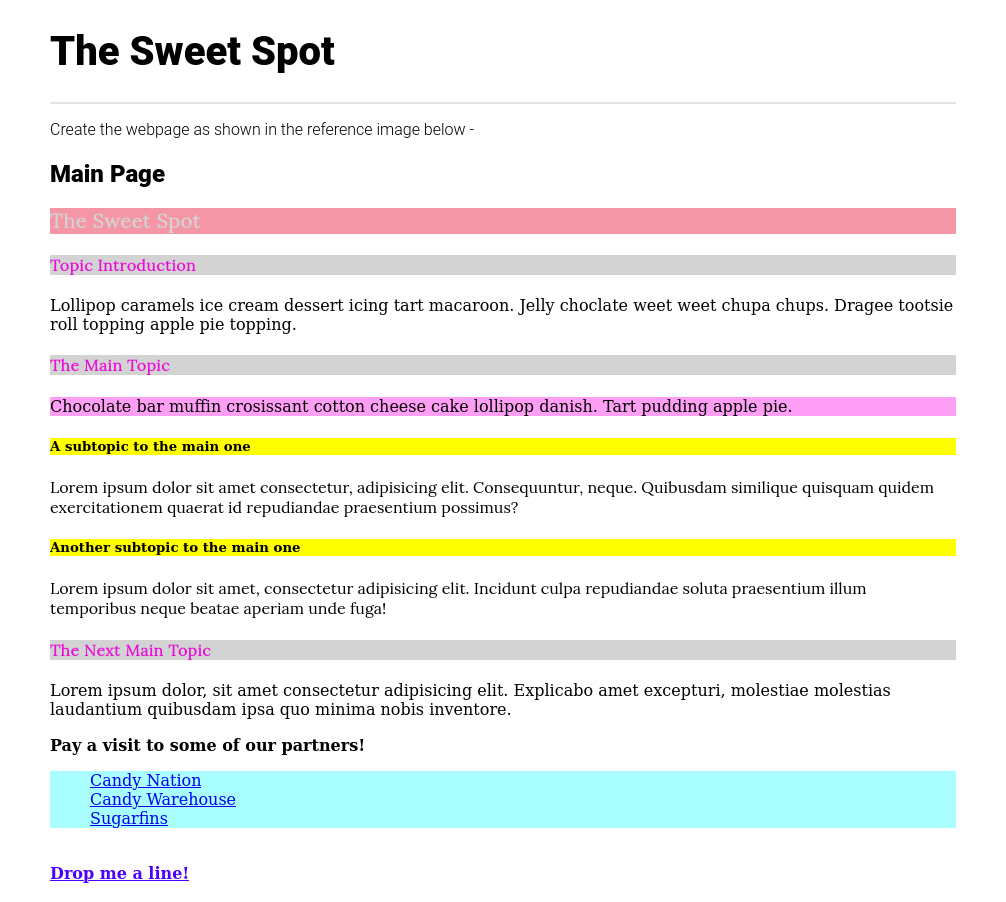 The Sweet Spot
Create the webpage as shown in the reference image below -
Main Page
The Sweet Spot
Topic Introduction
Lollipop caramels ice cream dessert icing tart macaroon. Jelly choclate weet weet chupa chups. Dragee tootsie
roll topping apple pie topping.
The Main Topic
Chocolate bar muffin crosissant cotton cheese cake lollipop danish. Tart pudding apple pie.
A subtopic to the main one
Lorem ipsum dolor sit amet consectetur, adipisicing elit. Consequuntur, neque. Quibusdam similique quisquam quidem
exercitationem quaerat id repudiandae praesentium possimus?
Another subtopic to the main one
Lorem ipsum dolor sit amet, consectetur adipisicing elit. Incidunt culpa repudiandae soluta praesentium illum
temporibus neque beatae aperiam unde fuga!
The Next Main Topic
Lorem ipsum dolor, sit amet consectetur adipisicing elit. Explicabo amet excepturi, molestiae molestias
laudantium quibusdam ipsa quo minima nobis inventore.
Pay a visit to some of our partners!
Candy Nation
Candy Warehouse
Sugarfins
Drop me a line!